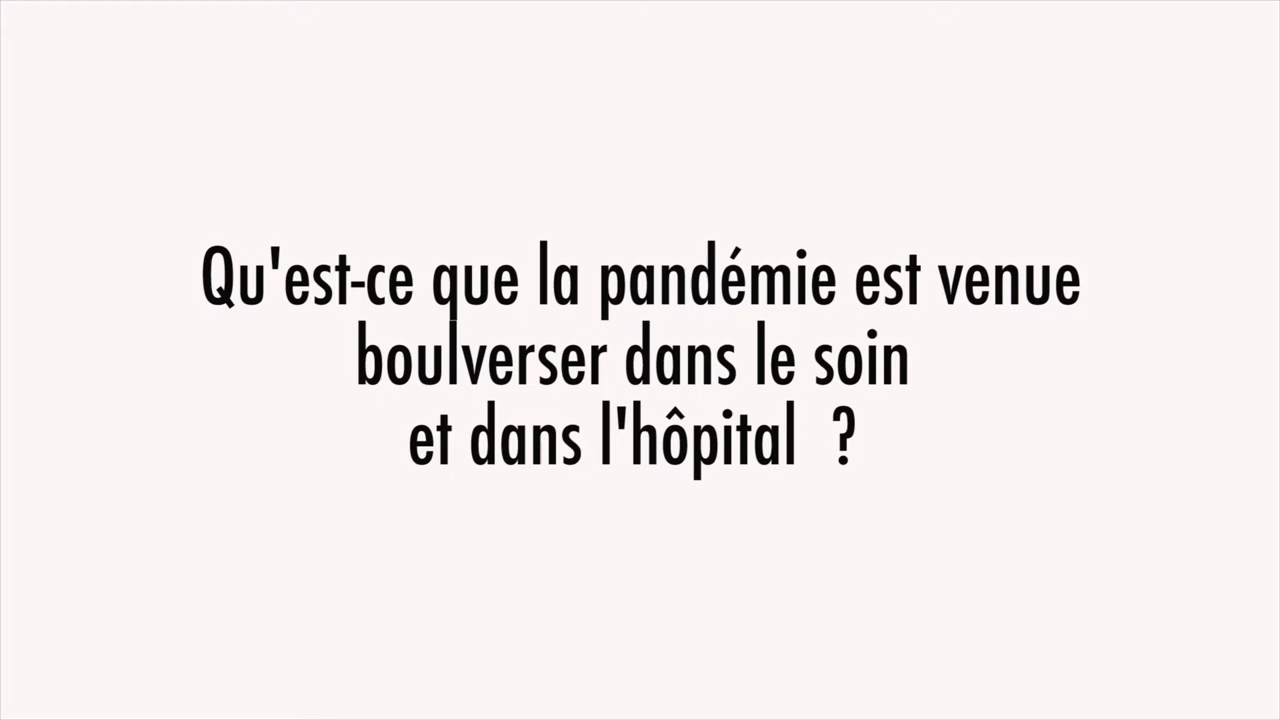 Qu'est-ce que la pandémie est venue
boulverser dans le soin
et dans l'hôpital  ?